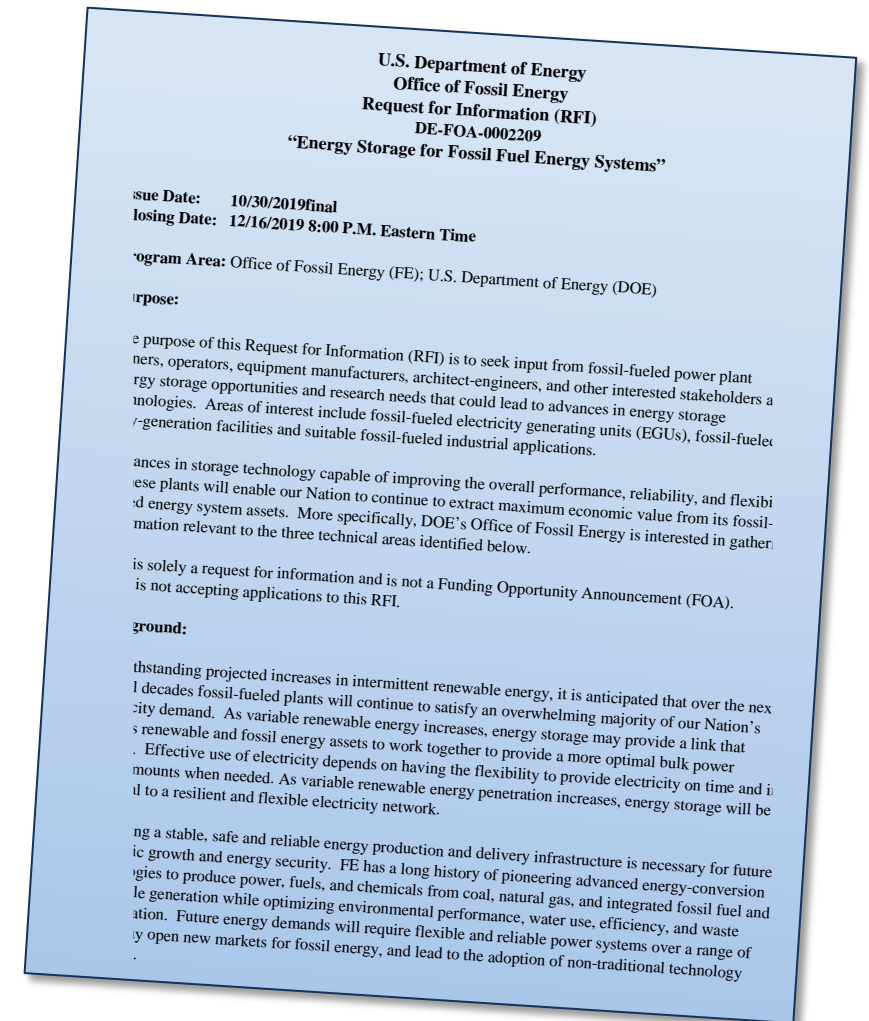 U.S. Department of Energy
Office of Fossil Energy
Request for Information (RFI)
DE-FOA-0002209
“Energy Storage for Fossil Fuel Energy Systems”
ssue Date: 10/30/2019final
losing Date: 12/16/2019 8:00 P.M. Eastern Time
rogram Area: Office of Fossil Energy (FE); U.S. Department of Energy (DOE)
rpose:
e purpose of this Request for Information (RFI) is to seek input from fossil-fueled power plant
ners, operators, equipment manufacturers, architect-engineers, and other interested stakeholders a
rgy storage opportunities and research needs that could lead to advances in energy storage
nologies. Areas of interest include fossil-fueled electricity generating units (EGUs), fossil-fueled
y-generation facilities and suitable fossil-fueled industrial applications.
ances in storage technology capable of improving the overall performance, reliability, and flexibi
ese plants will enable our Nation to continue to extract maximum economic value from its fossil-
ed energy system assets. More specifically, DOE’s Office of Fossil Energy is interested in gather
mation relevant to the three technical areas identified below.
is solely a request for information and is not a Funding Opportunity Announcement (FOA).
is not accepting applications to this RFI.
ground:
thstanding projected increases in intermittent renewable energy, it is anticipated that over the nex
l decades fossil-fueled plants will continue to satisfy an overwhelming majority of our Nation’s
city demand. As variable renewable energy increases, energy storage may provide a link that
s renewable and fossil energy assets to work together to provide a more optimal bulk power
. Effective use of electricity depends on having the flexibility to provide electricity on time and i
mounts when needed. As variable renewable energy penetration increases, energy storage will be
al to a resilient and flexible electricity network.
ng a stable, safe and reliable energy production and delivery infrastructure is necessary for future
ic growth and energy security. FE has a long history of pioneering advanced energy-conversion
ogies to produce power, fuels, and chemicals from coal, natural gas, and integrated fossil fuel and
le generation while optimizing environmental performance, water use, efficiency, and waste
ation. Future energy demands will require flexible and reliable power systems over a range of
y open new markets for fossil energy, and lead to the adoption of non-traditional technology
.